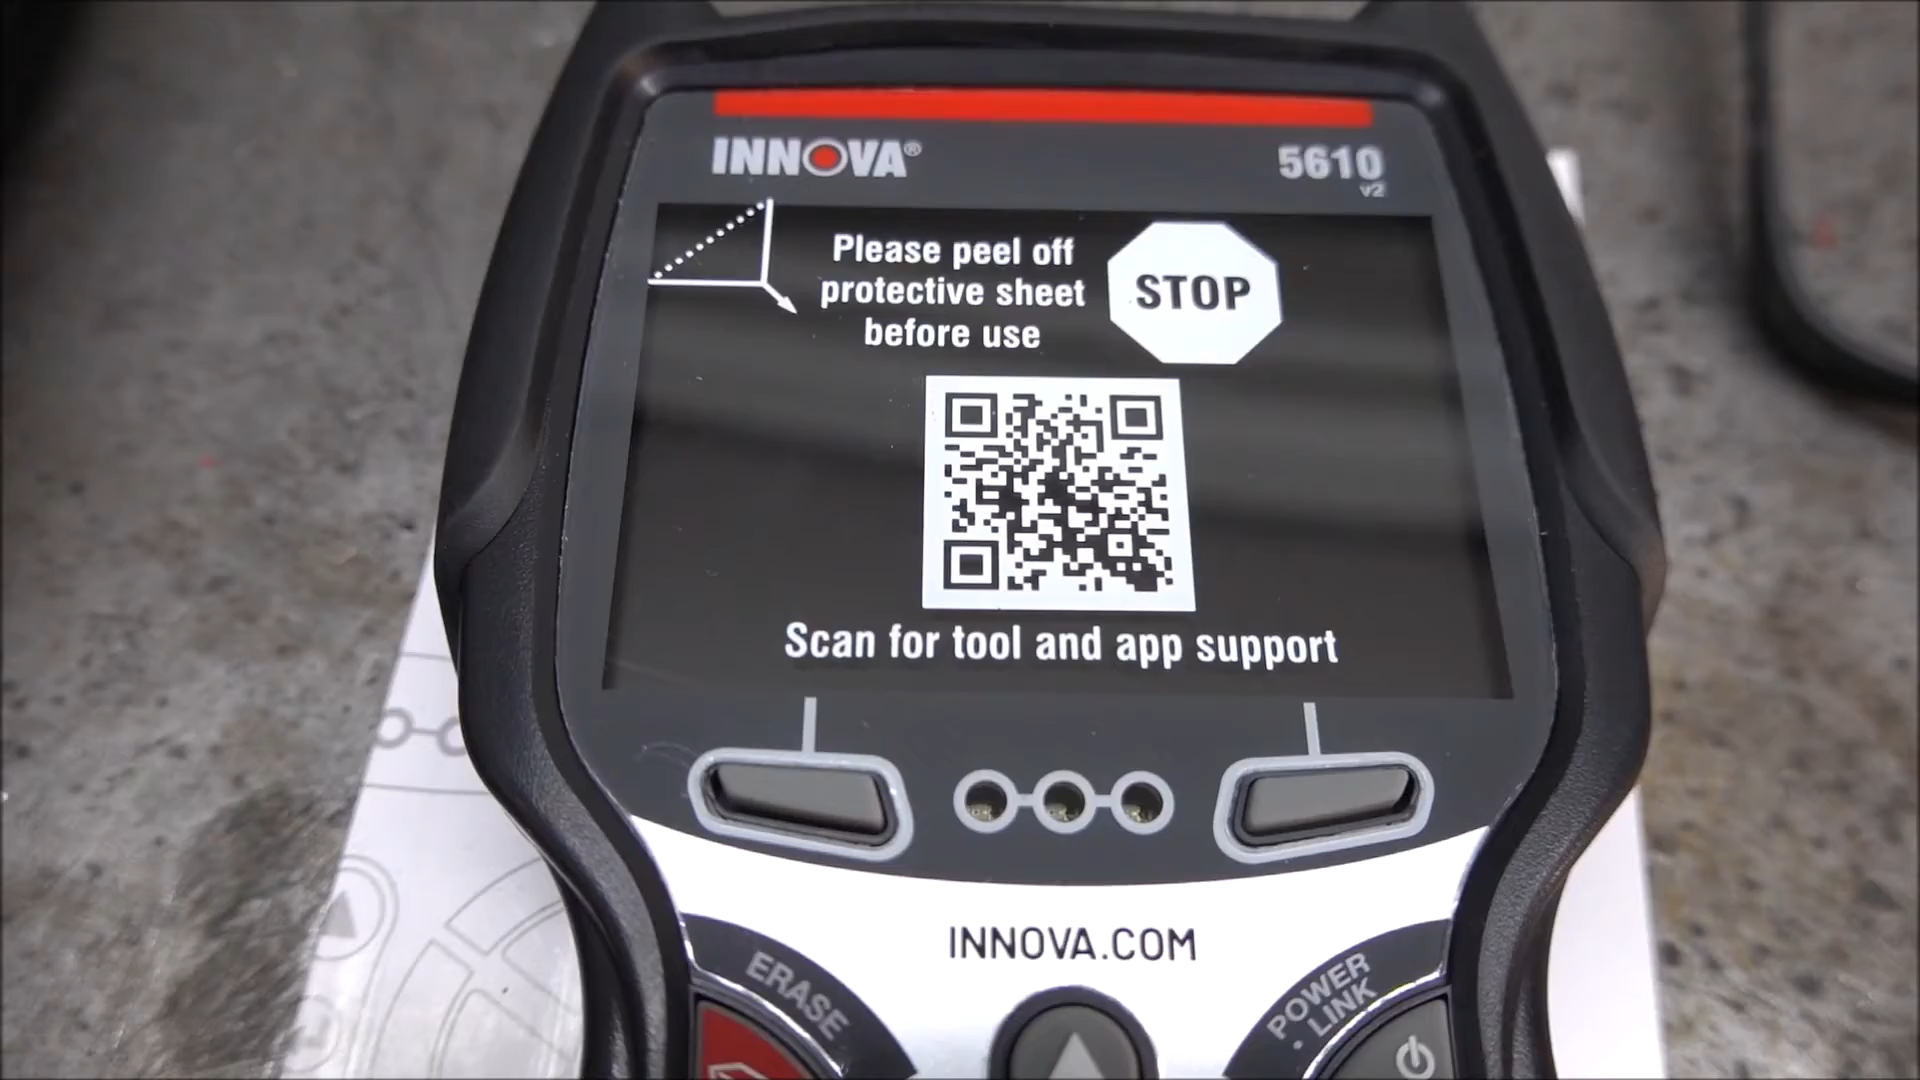 INNOVA®
5610
v2
Please peel off
protective sheet
before use
STOP
Scan for tool and app support
INNOVA.COM
ERASE
POWER
LINK